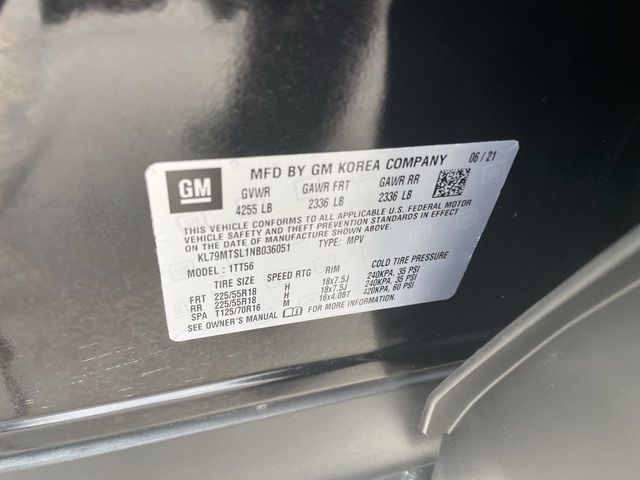 GM
MFD BY GM KOREA COMPANY 06 / 21
GVWR GAWR FRT GAWR RR
4255 LB 2336 LB 2336 LB
THIS VEHICLE CONFORMS TO ALL APPLICABLE U.S. FEDERAL MOTOR
VEHICLE SAFETY, BUMPER, AND THEFT PREVENTION STANDARDS IN EFFECT
ON THE DATE OF MANUFACTURE SHOWN ABOVE.
KL79MTSL1NB036051 TYPE: MPV
MODEL : 1TT56
TIRE SIZE SPEED RTG RIM COLD TIRE PRESSURE
FRT 225/55R18 H 18x7.5J 240KPA, 35 PSI
RR 225/55R18 H 18x7.5J 240KPA, 35 PSI
SPA T125/70R16 M 16x4.0BT 420KPA, 60 PSI
SEE OWNER'S MANUAL FOR MORE INFORMATION.